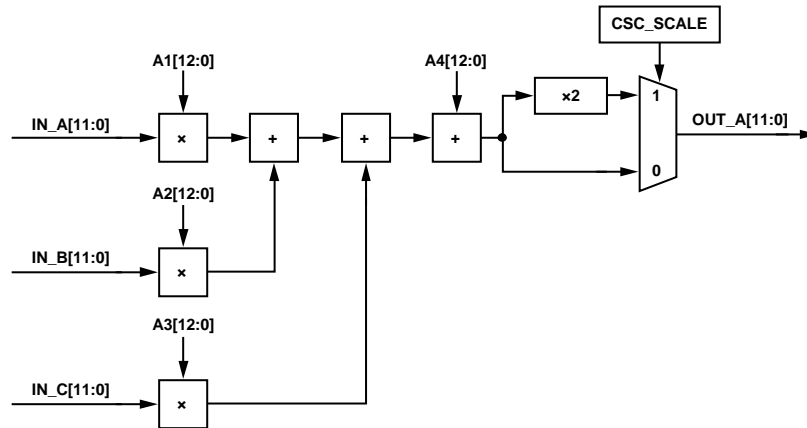 CSC_SCALE
A1[12:0]
A4[12:0]
×2
1
IN_A[11:0]
×
+
+
+
OUT_A[11:0]
0
A2[12:0]
IN_B[11:0]
×
A3[12:0]
IN_C[11:0]
×